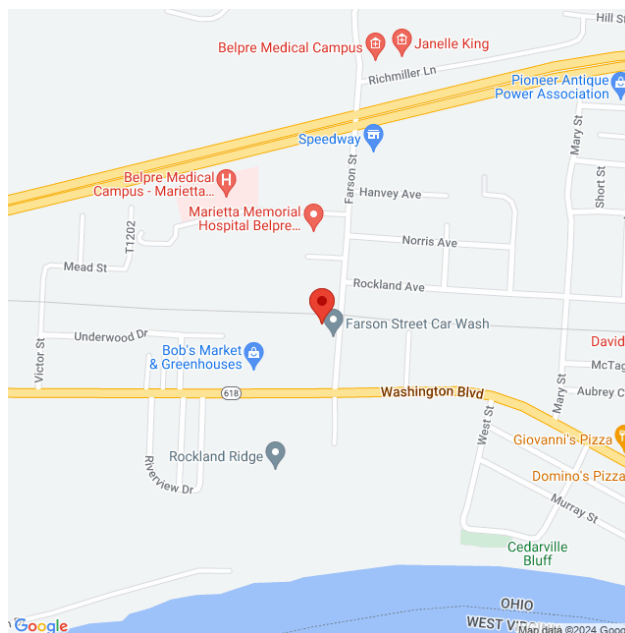 Hill St
Belpre Medical Campus
Janelle King
Richmiller Ln
Pioneer Antique
Power Association
Speedway
Mary St
Short St
Farson St
Belpre Medical
Campus - Marietta...
Hanvey Ave
Marietta Memorial
Hospital Belpre...
T1202
Norris Ave
Mead St
Rockland Ave
Farson Street Car Wash
Underwood Dr
Victor St
Bob's Market
& Greenhouses
David
McTag
Mary St
Aubrey C
618
Washington Blvd
West St
Giovanni's Pizza
Rockland Ridge
Riverview Dr
Domino's Pizza
Murray St
Cedarville
Bluff
OHIO
WEST VIR
Google
Map data ©2024 Goog